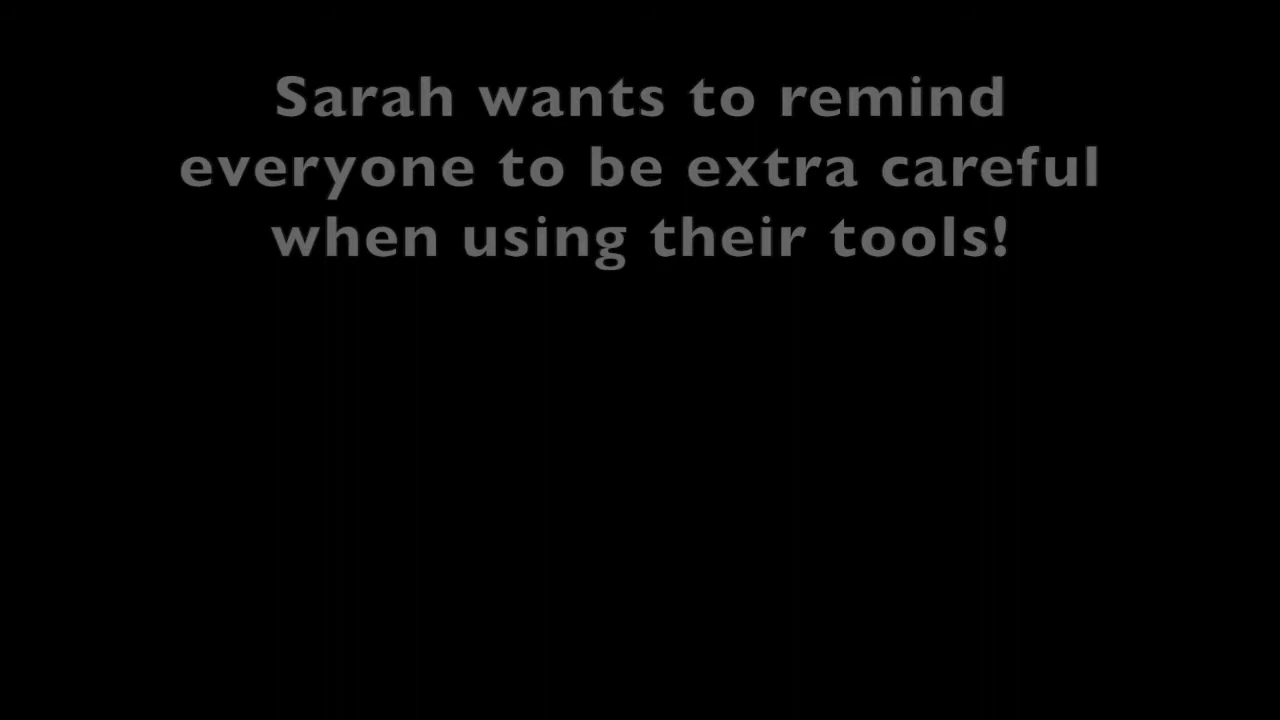 Sarah wants to remind
everyone to be extra careful
when using their tools!